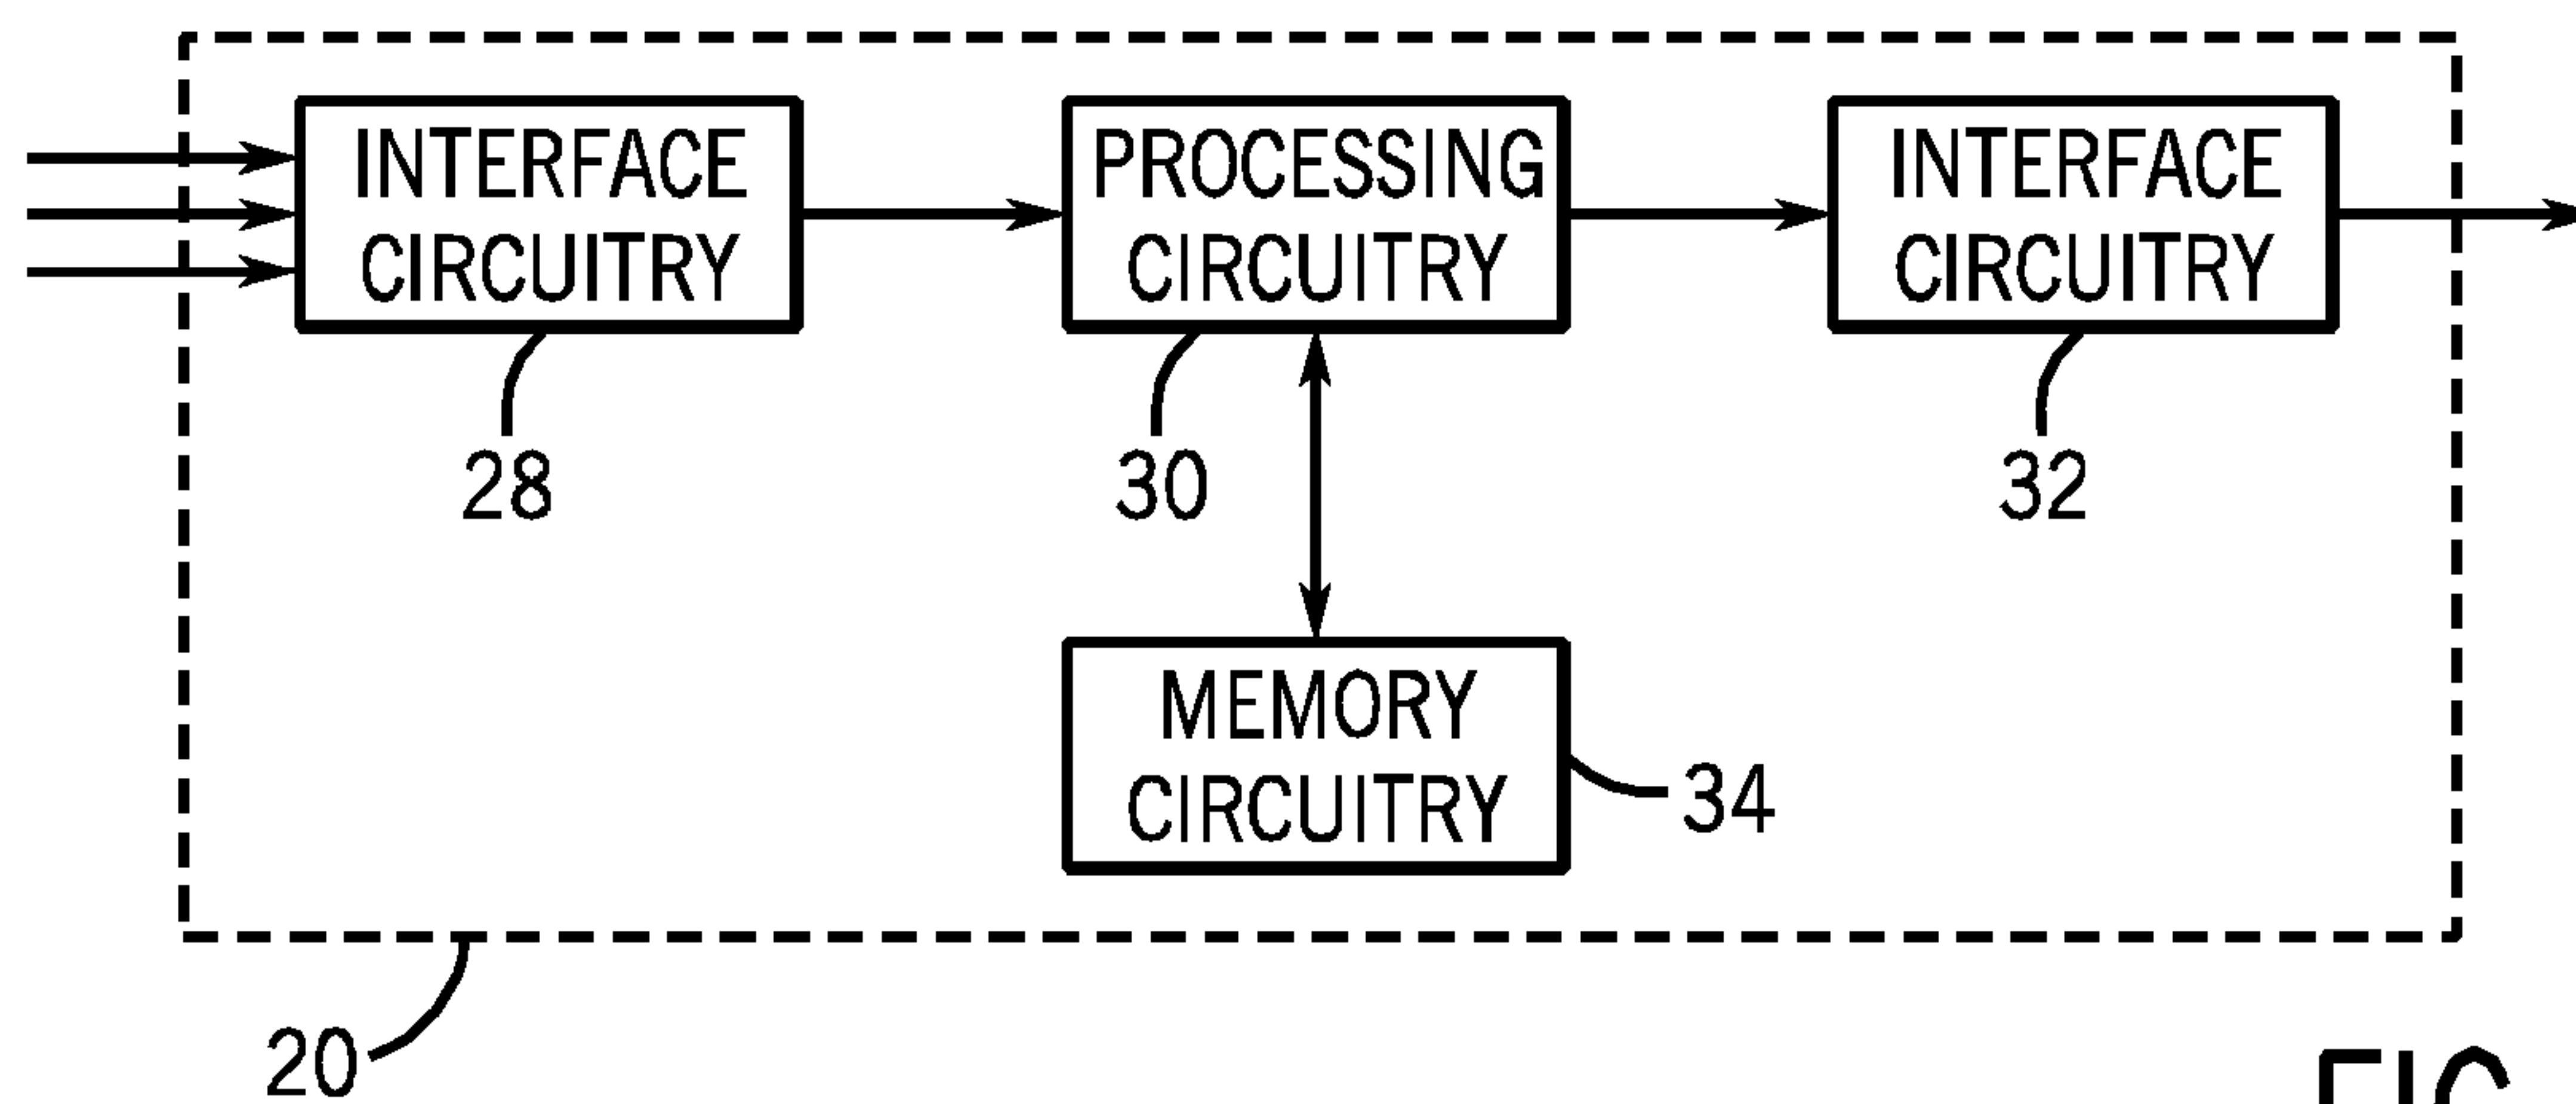 INTERFACE
CIRCUITRY
PROCESSING
CIRCUITRY
INTERFACE
CIRCUITRY
28
30
32
MEMORY
CIRCUITRY
34
20